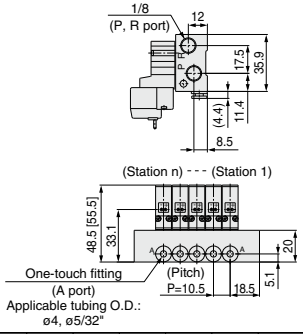 1/8
(P, R port)
12
R
P
17.5
35.9
11.4
(4.4)
8.5
(Station n) --- (Station 1)
48.5 [55.5]
33.1
A
A
20
5.1
One-touch fitting
(A port)
Applicable tubing O.D.:
ø4, ø5/32"
(Pitch)
P=10.5
18.5